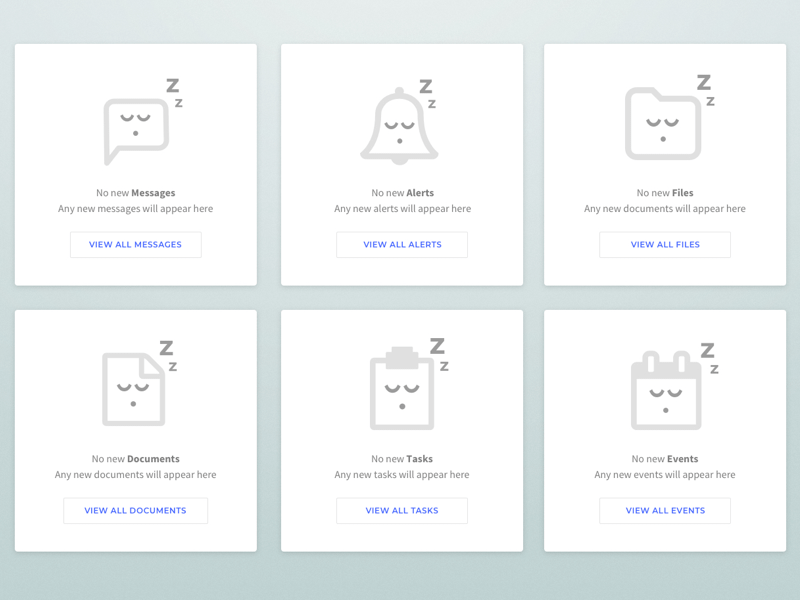 Z
Z
No new Messages
Any new messages will appear here
VIEW ALL MESSAGES
Z
Z
No new Alerts
Any new alerts will appear here
VIEW ALL ALERTS
Z
Z
No new Files
Any new documents will appear here
VIEW ALL FILES
Z
Z
No new Documents
Any new documents will appear here
VIEW ALL DOCUMENTS
Z
Z
No new Tasks
Any new tasks will appear here
VIEW ALL TASKS
Z
Z
No new Events
Any new events will appear here
VIEW ALL EVENTS